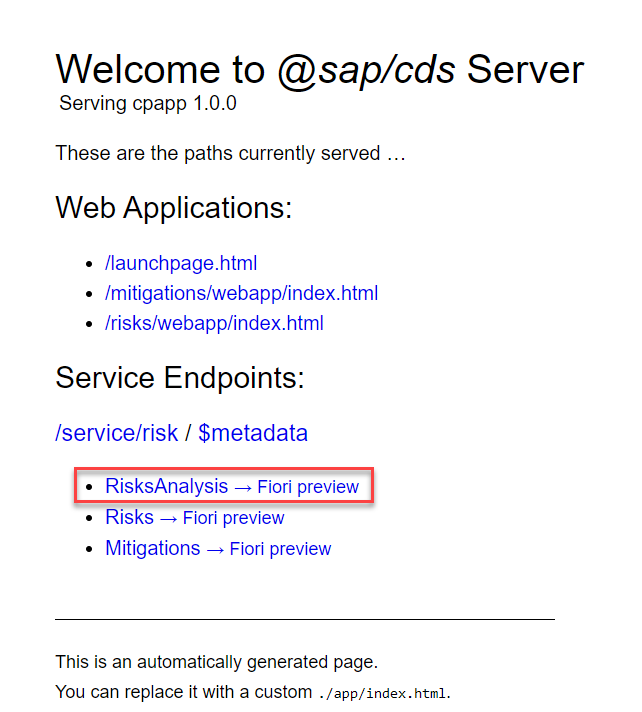 Welcome to @sap/cds Server
Serving cpapp 1.0.0
These are the paths currently served …
Web Applications:
/launchpage.html
/mitigations/webapp/index.html
/risks/webapp/index.html
Service Endpoints:
/service/risk / $metadata
RisksAnalysis → Fiori preview
Risks → Fiori preview
Mitigations → Fiori preview
This is an automatically generated page.
You can replace it with a custom ./app/index.html.